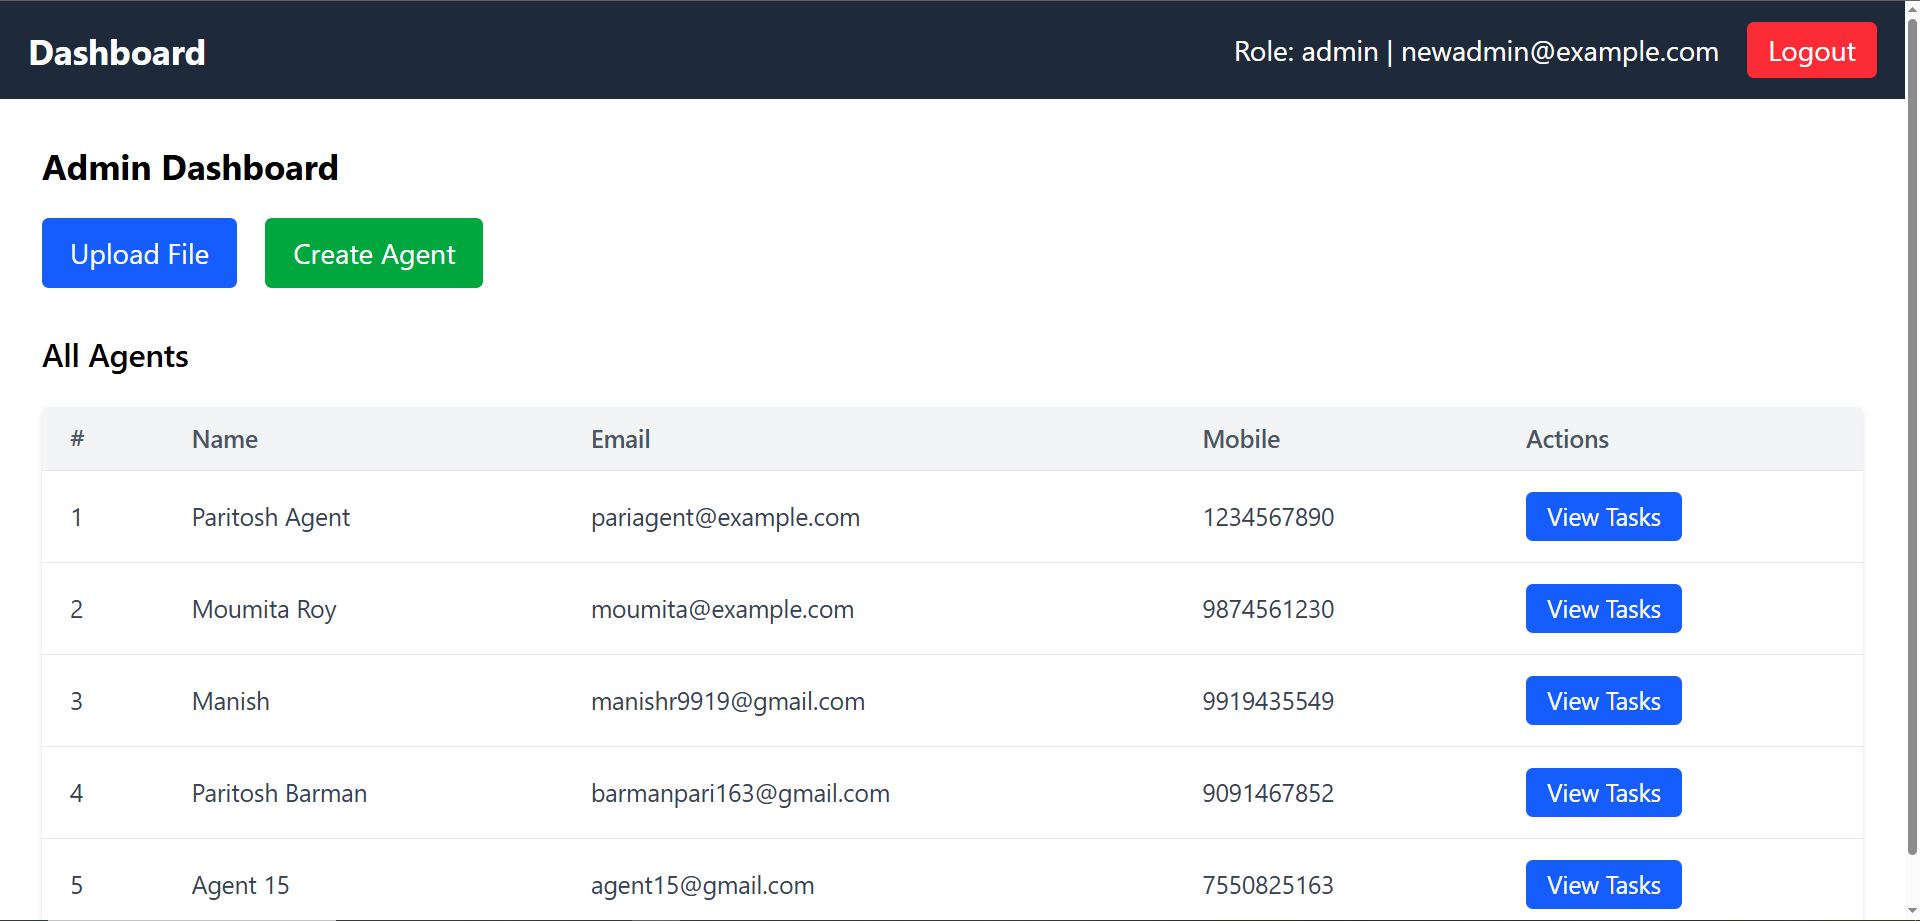 Dashboard Role: admin | newadmin@example.com Logout
Admin Dashboard
Upload File Create Agent
All Agents
# Name Email Mobile Actions
1 Paritosh Agent pariagent@example.com 1234567890 View Tasks
2 Moumita Roy moumita@example.com 9874561230 View Tasks
3 Manish manishr9919@gmail.com 9919435549 View Tasks
4 Paritosh Barman barmanpari163@gmail.com 9091467852 View Tasks
5 Agent 15 agent15@gmail.com 7550825163 View Tasks